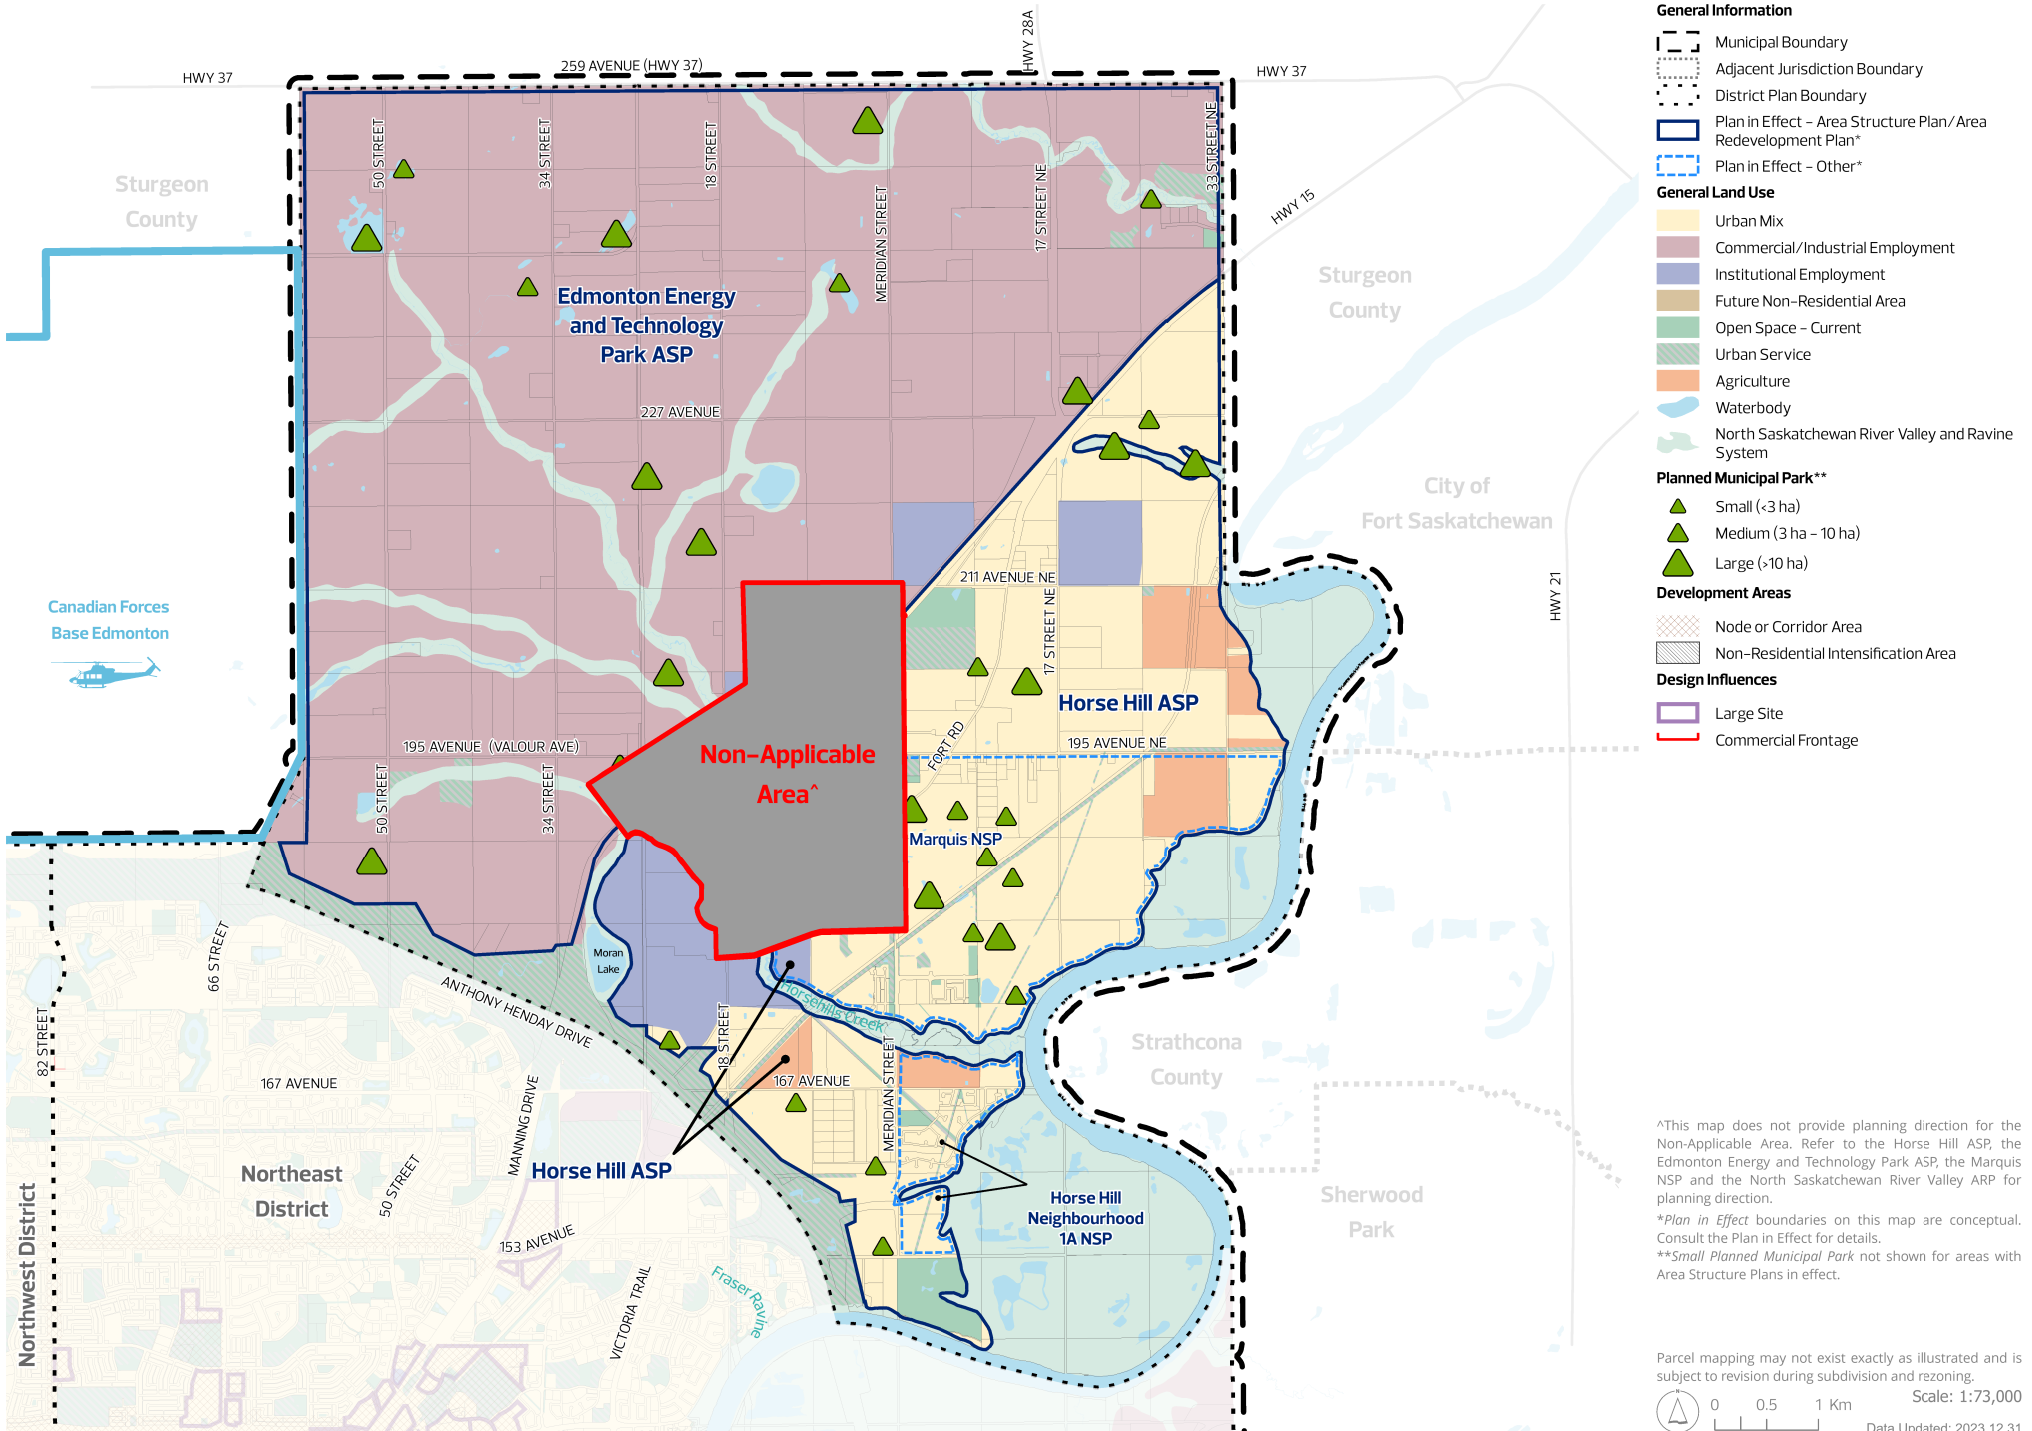 HWY 37
259 AVENUE (HWY 37)
HWY 28A
HWY 37
50 STREET
34 STREET
18 STREET
MERIDIAN STREET
17 STREET NE
33 STREET NE
HWY 15
Sturgeon
County
Sturgeon
County
Edmonton Energy
and Technology
Park ASP
227 AVENUE
City of
Fort Saskatchewan
HWY 21
211 AVENUE NE
17 STREET NE
Canadian Forces
Base Edmonton
Horse Hill ASP
195 AVENUE (VALOUR AVE)
Non-Applicable
Area^
FORT RD
195 AVENUE NE
50 STREET
34 STREET
Marquis NSP
Moran
Lake
66 STREET
ANTHONY HENDAY DRIVE
Horsehills Creek
18 STREET
MERIDIAN STREET
82 STREET
167 AVENUE
167 AVENUE
MANNING DRIVE
Strathcona
County
Northeast
District
50 STREET
Horse Hill ASP
Horse Hill
Neighbourhood
1A NSP
Sherwood
Park
Northwest District
153 AVENUE
VICTORIA TRAIL
Fraser Ravine
General Information
Municipal Boundary
Adjacent Jurisdiction Boundary
District Plan Boundary
Plan in Effect - Area Structure Plan/Area
Redevelopment Plan*
Plan in Effect - Other*
General Land Use
Urban Mix
Commercial/Industrial Employment
Institutional Employment
Future Non-Residential Area
Open Space - Current
Urban Service
Agriculture
Waterbody
North Saskatchewan River Valley and Ravine
System
Planned Municipal Park**
Small (<3 ha)
Medium (3 ha - 10 ha)
Large (>10 ha)
Development Areas
Node or Corridor Area
Non-Residential Intensification Area
Design Influences
Large Site
Commercial Frontage
^This map does not provide planning direction for the
Non-Applicable Area. Refer to the Horse Hill ASP, the
Edmonton Energy and Technology Park ASP, the Marquis
NSP and the North Saskatchewan River Valley ARP for
planning direction.
*Plan in Effect boundaries on this map are conceptual.
Consult the Plan in Effect for details.
**Small Planned Municipal Park not shown for areas with
Area Structure Plans in effect.
Parcel mapping may not exist exactly as illustrated and is
subject to revision during subdivision and rezoning.
Scale: 1:73,000
N
0 0.5 1 Km
Data Updated: 2023.12.31